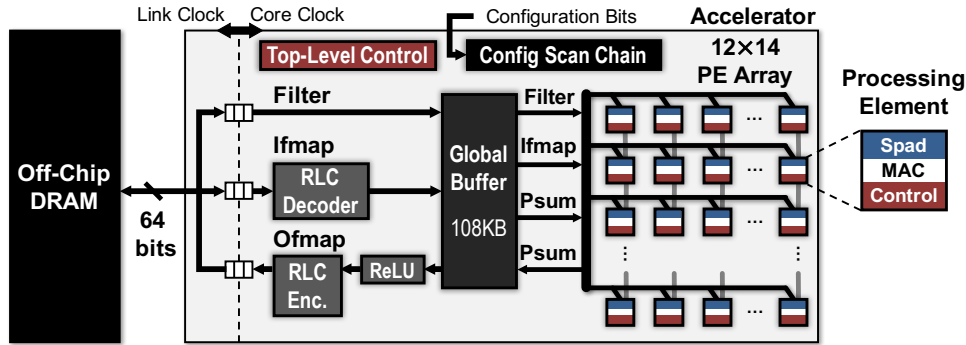 Link Clock
Core Clock
Configuration Bits
Accelerator
Top-Level Control
Config Scan Chain
12×14
PE Array
Filter
Filter
Processing
Element
Ifmap
RLC
Decoder
Global
Buffer
108KB
Ifmap
Spad
MAC
Control
Off-Chip
DRAM
64
bits
Psum
Ofmap
RLC
Enc.
ReLU
Psum
...
...
...
...
...
...